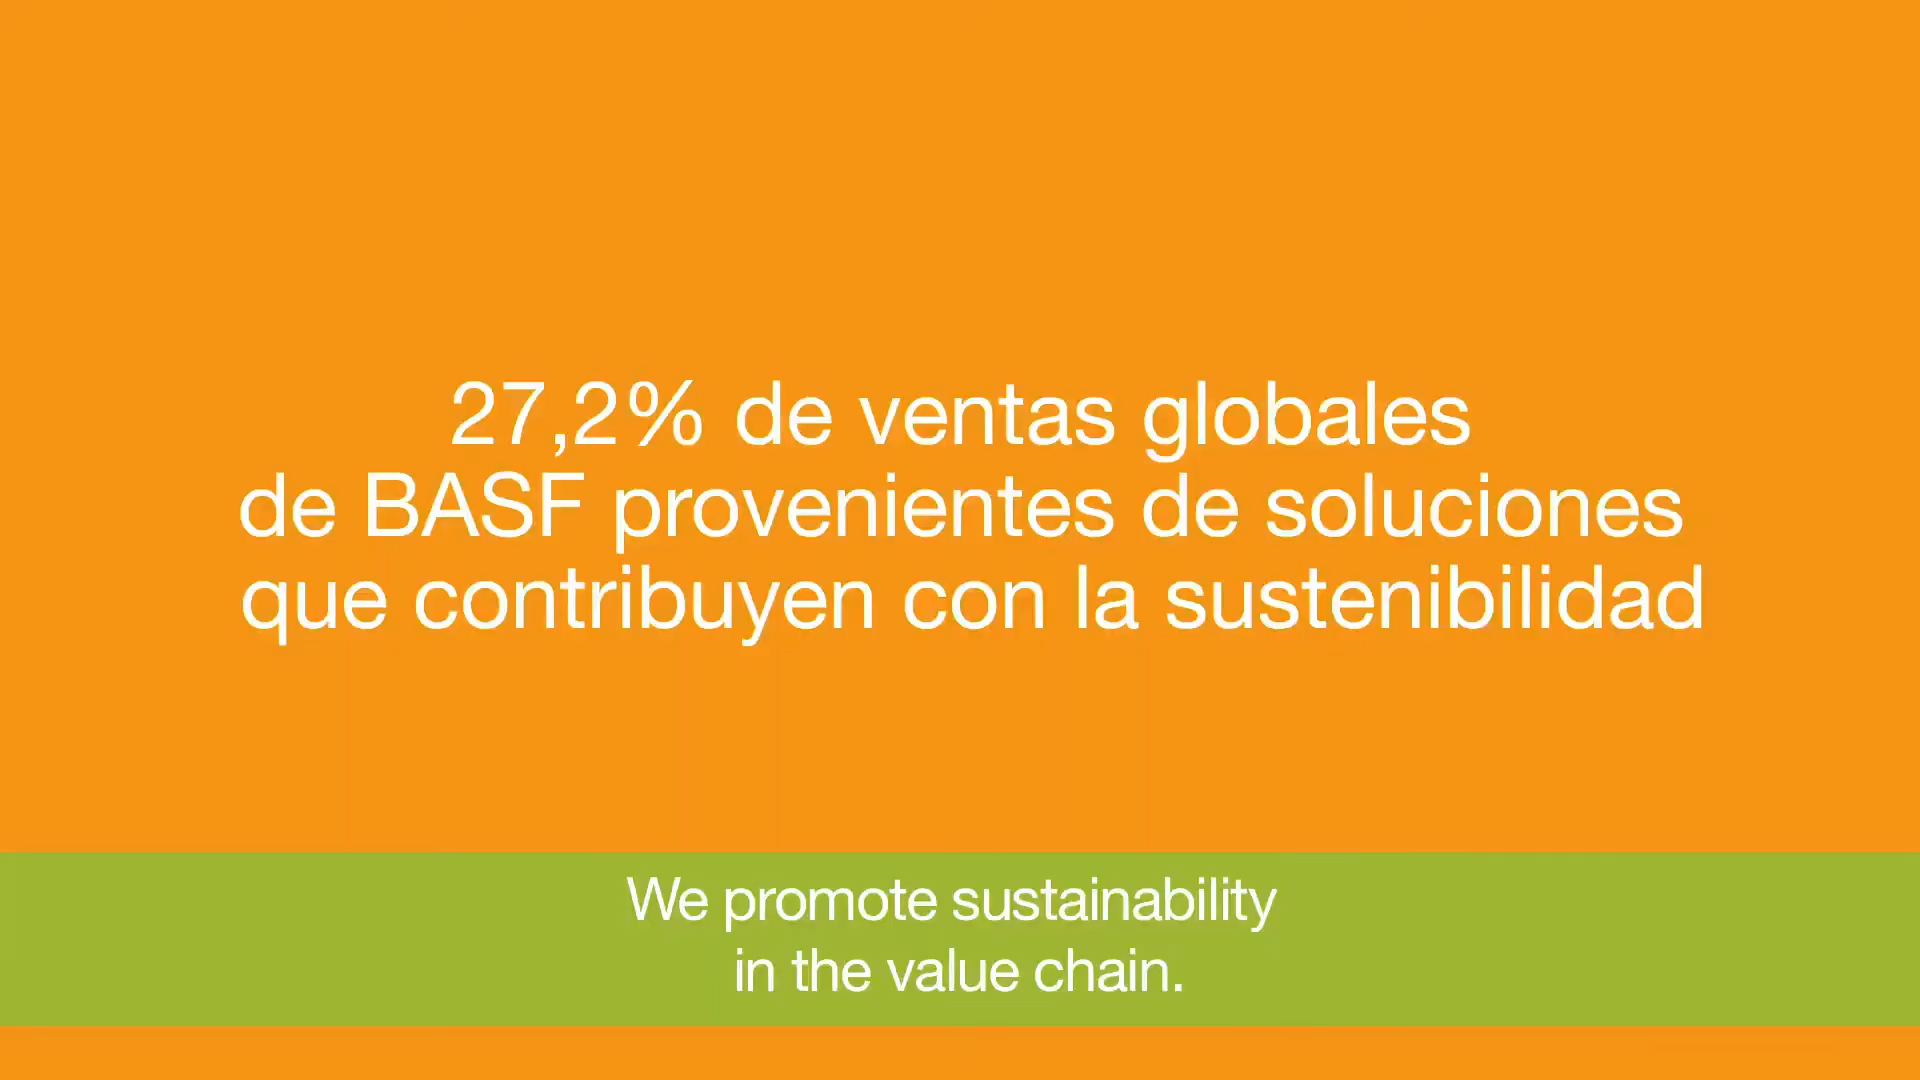 27,2% de ventas globales
de BASF provenientes de soluciones
que contribuyen con la sustenibilidad
We promote sustainability
in the value chain.